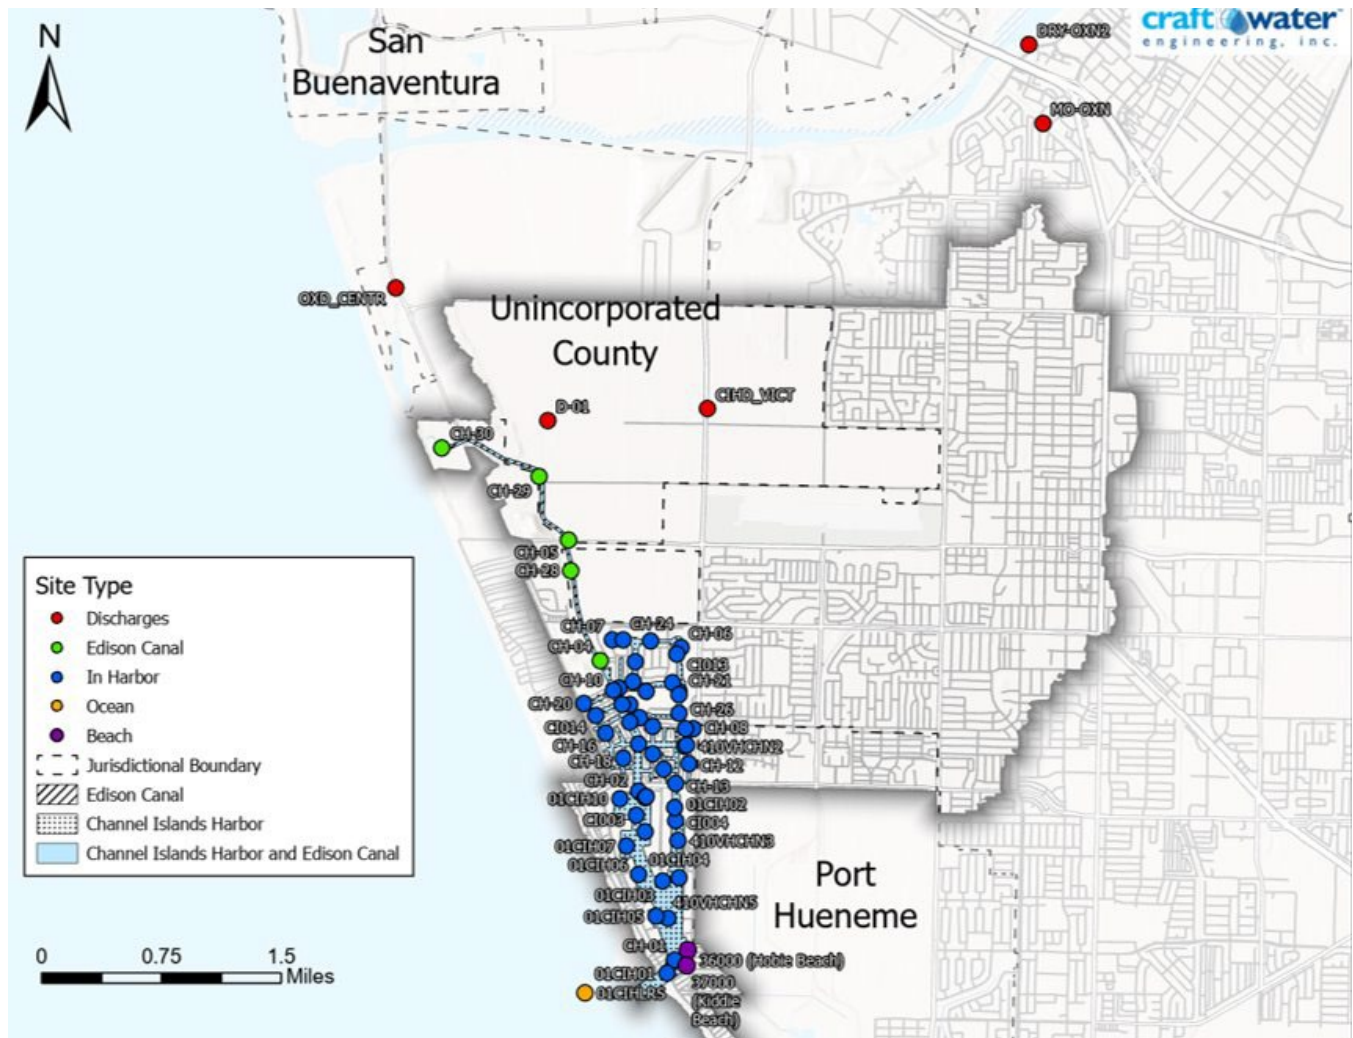 N
San
Buenaventura
craft water
engineering, inc.
DRY-OXN2
MO-OXN
OXD_CENTR
Unincorporated
County
D-01
CIHD_VICT
CH-30
CH-29
CH-05
CH-28
CH-07
CH-24
CH-06
CH-04
CI013
CH-10
CH-21
CH-20
CH-26
CI014
CH-08
CH-16
410VHCHN2
CH-18
CH-12
CH-02
CH-13
01CIH10
01CIH02
CI003
CI004
410VHCHN3
01CIH07
01CIH04
01CIH06
01CIH03
410VHCHN5
01CIH05
CH-01
36000 (Hobie Beach)
01CIH01
37000
(Kiddie
Beach)
01CIHLRS
Port
Hueneme
Site Type
Discharges
Edison Canal
In Harbor
Ocean
Beach
Jurisdictional Boundary
Edison Canal
Channel Islands Harbor
Channel Islands Harbor and Edison Canal
0 0.75 1.5
Miles